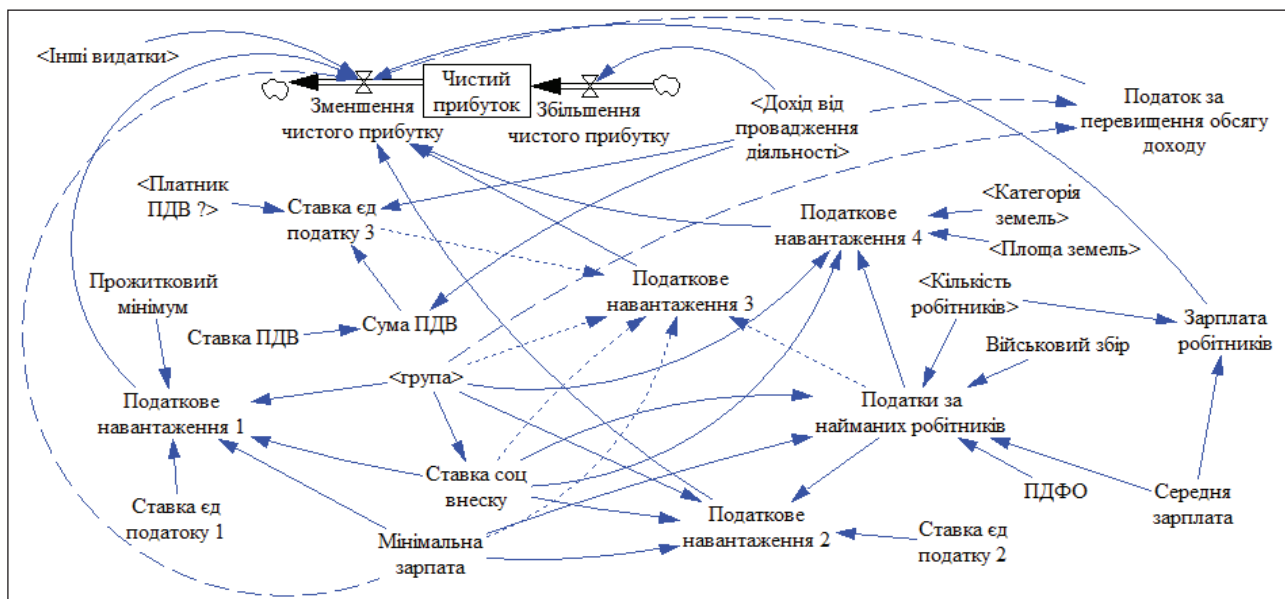 <Інші видатки>
Чистий
прибуток
Зменшення
чистого прибутку
Збільшення
чистого прибутку
<Дохід від
провадження
діяльності>
Податок за
перевищення обсягу
доходу
<Платник
ПДВ ?>
Ставка єд
податку 3
Податкове
навантаження 4
<Категорія
земель>
<Площа земель>
Прожитковий
мінімум
Податкове
навантаження 3
<Кількість
робітників>
Ставка ПДВ
Сума ПДВ
Зарплата
робітників
Військовий збір
<група>
Податкове
навантаження 1
Податки за
найманих робітників
Ставка соц
внеску
ПДФО
Середня
зарплата
Ставка єд
податоку 1
Мінімальна
зарпата
Податкове
навантаження 2
Ставка єд
податку 2